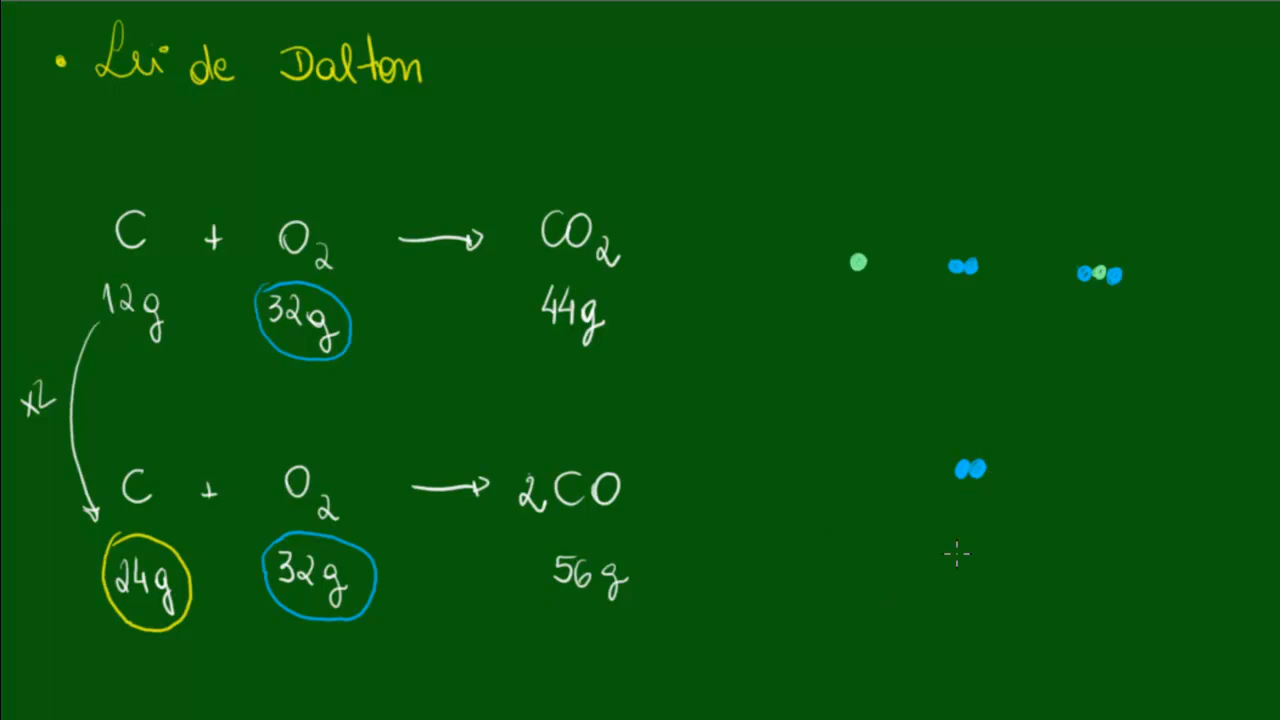 • Lei de Dalton
C + O₂ → CO₂
12g 32g 44g
x2
C + O₂ → 2CO
24g 32g 56g